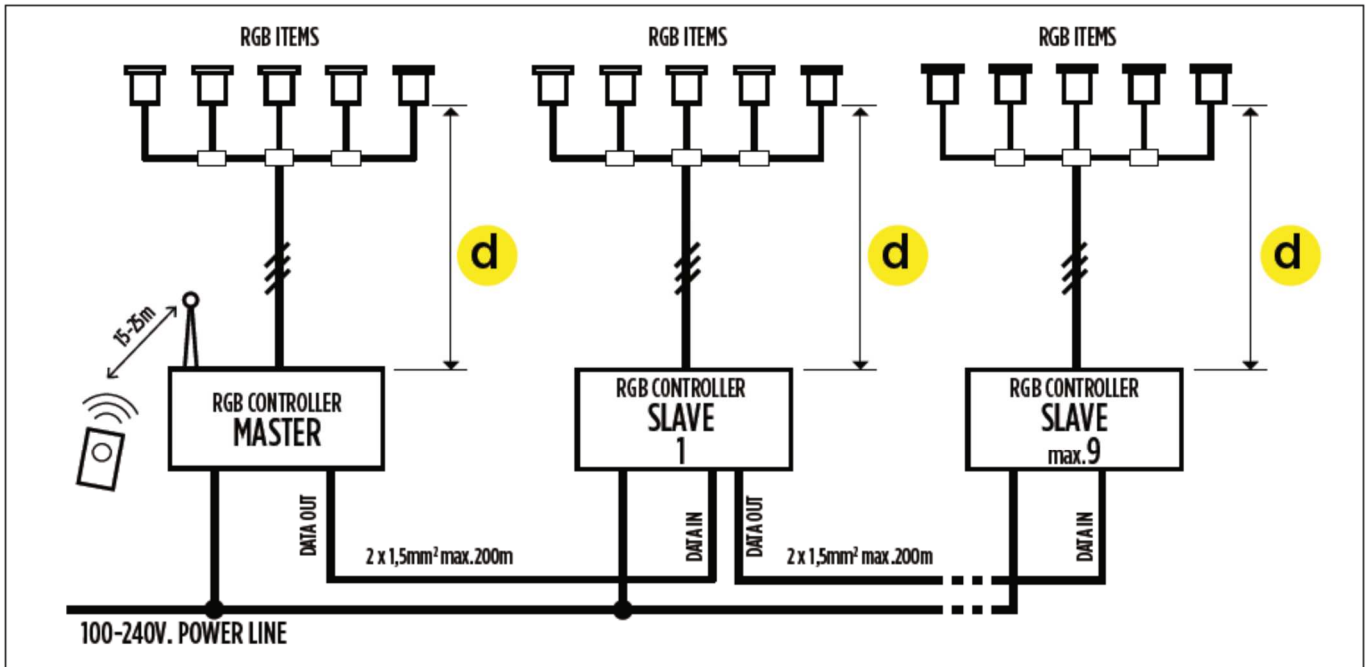 RGB ITEMS
RGB ITEMS
RGB ITEMS
d
d
d
15-25m
RGB CONTROLLER
MASTER
RGB CONTROLLER
SLAVE
1
RGB CONTROLLER
SLAVE
max.9
DATA OUT
DATA IN
DATA OUT
DATA IN
2 x 1,5mm² max.200m
2 x 1,5mm² max.200m
100-240V. POWER LINE